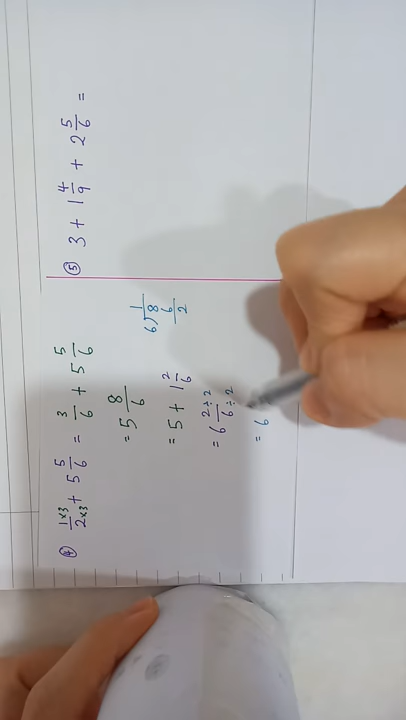 ④ 1×3/2×3 + 5 5/6 = 3/6 + 5 5/6
= 5 8/6
= 5 + 1 2/6
= 6 2÷2/6÷2
= 6
1
6)8
6
2
⑤ 3 + 1 4/9 + 2 5/6 =